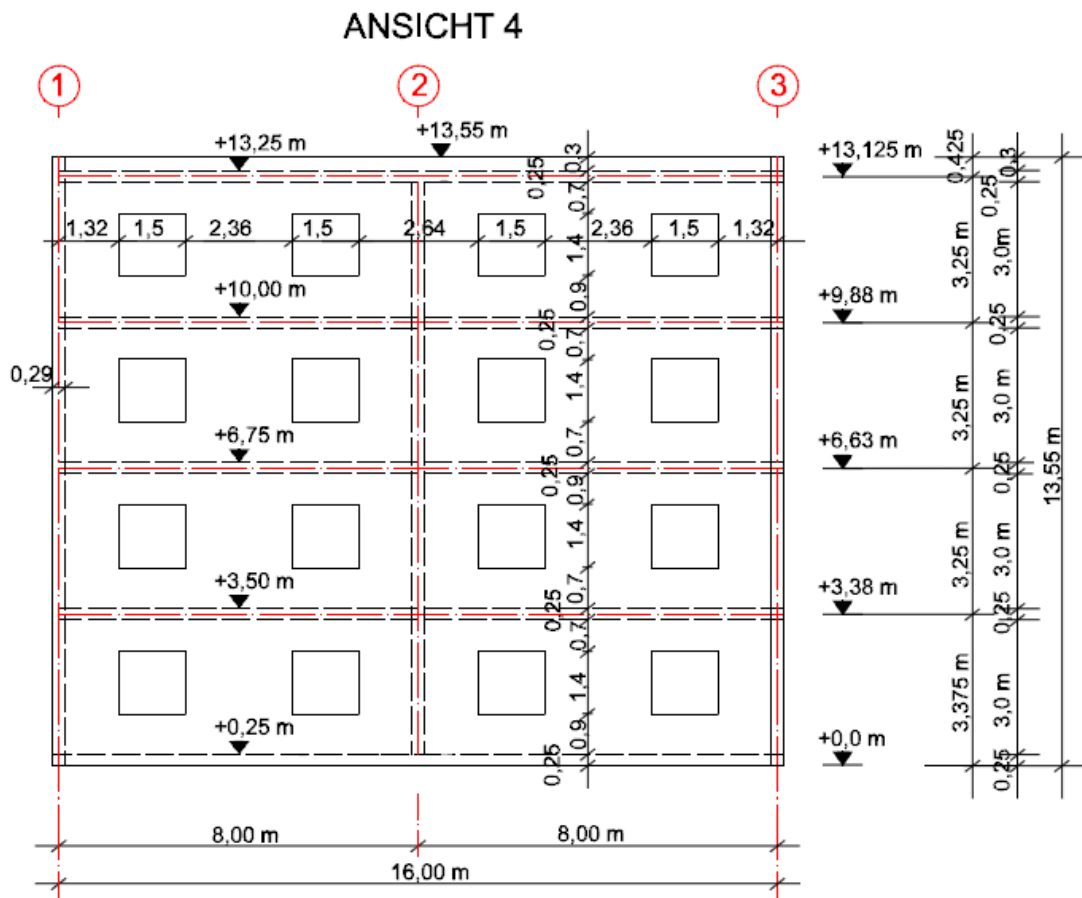 ANSICHT 4
1 2 3
+13,25 m
+13,55 m
0,3
0,25
0,7
+13,125 m
0,425
0,3
0,25
1,32 1,5 2,36 1,5 2,64 1,5 2,36 1,5 1,32
1,4
3,25 m
3,0m
+10,00 m
0,9
+9,88 m
0,25
0,25
0,7
0,29
1,4
3,25 m
3,0 m
+6,75 m
0,7
+6,63 m
0,25
0,25
0,9
13,55 m
1,4
3,25 m
3,0 m
+3,50 m
0,7
+3,38 m
0,25
0,25
0,7
1,4
3,375 m
3,0 m
+0,25 m
0,9
+0,0 m
0,25
0,25
8,00 m 8,00 m
16,00 m